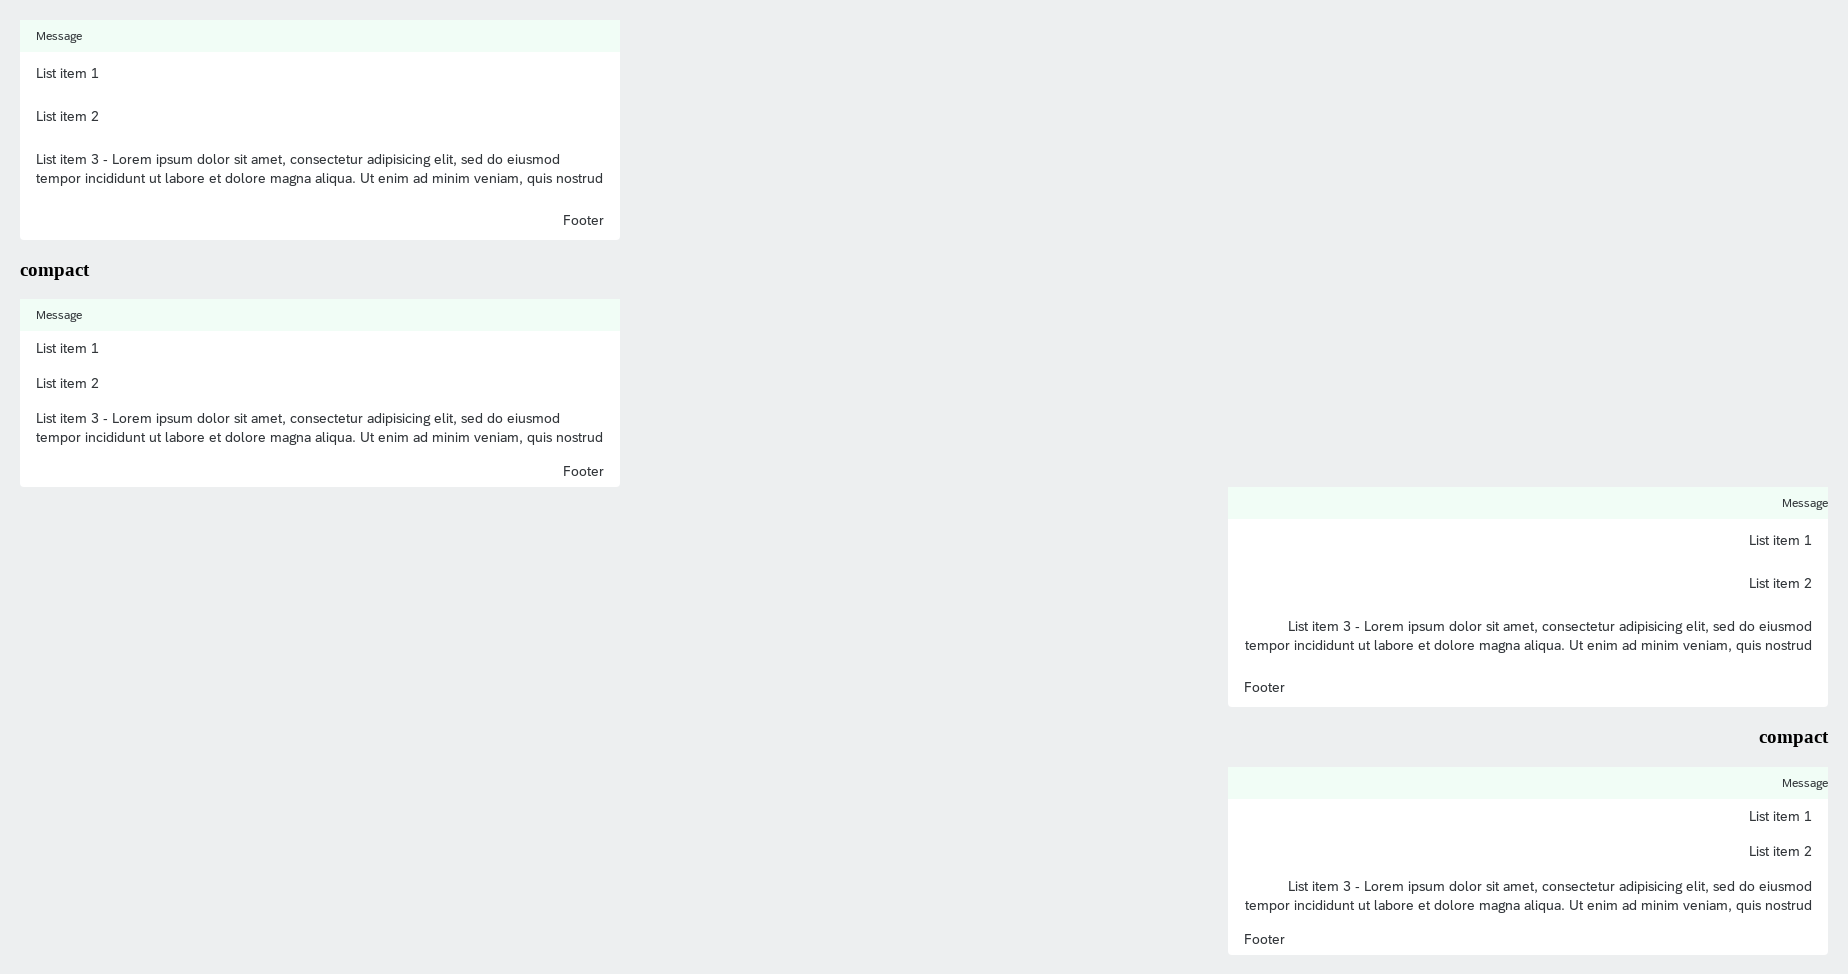 Message
List item 1
List item 2
List item 3 - Lorem ipsum dolor sit amet, consectetur adipisicing elit, sed do eiusmod
tempor incididunt ut labore et dolore magna aliqua. Ut enim ad minim veniam, quis nostrud
Footer
compact
Message
List item 1
List item 2
List item 3 - Lorem ipsum dolor sit amet, consectetur adipisicing elit, sed do eiusmod
tempor incididunt ut labore et dolore magna aliqua. Ut enim ad minim veniam, quis nostrud
Footer
Message
List item 1
List item 2
List item 3 - Lorem ipsum dolor sit amet, consectetur adipisicing elit, sed do eiusmod
tempor incididunt ut labore et dolore magna aliqua. Ut enim ad minim veniam, quis nostrud
Footer
compact
Message
List item 1
List item 2
List item 3 - Lorem ipsum dolor sit amet, consectetur adipisicing elit, sed do eiusmod
tempor incididunt ut labore et dolore magna aliqua. Ut enim ad minim veniam, quis nostrud
Footer